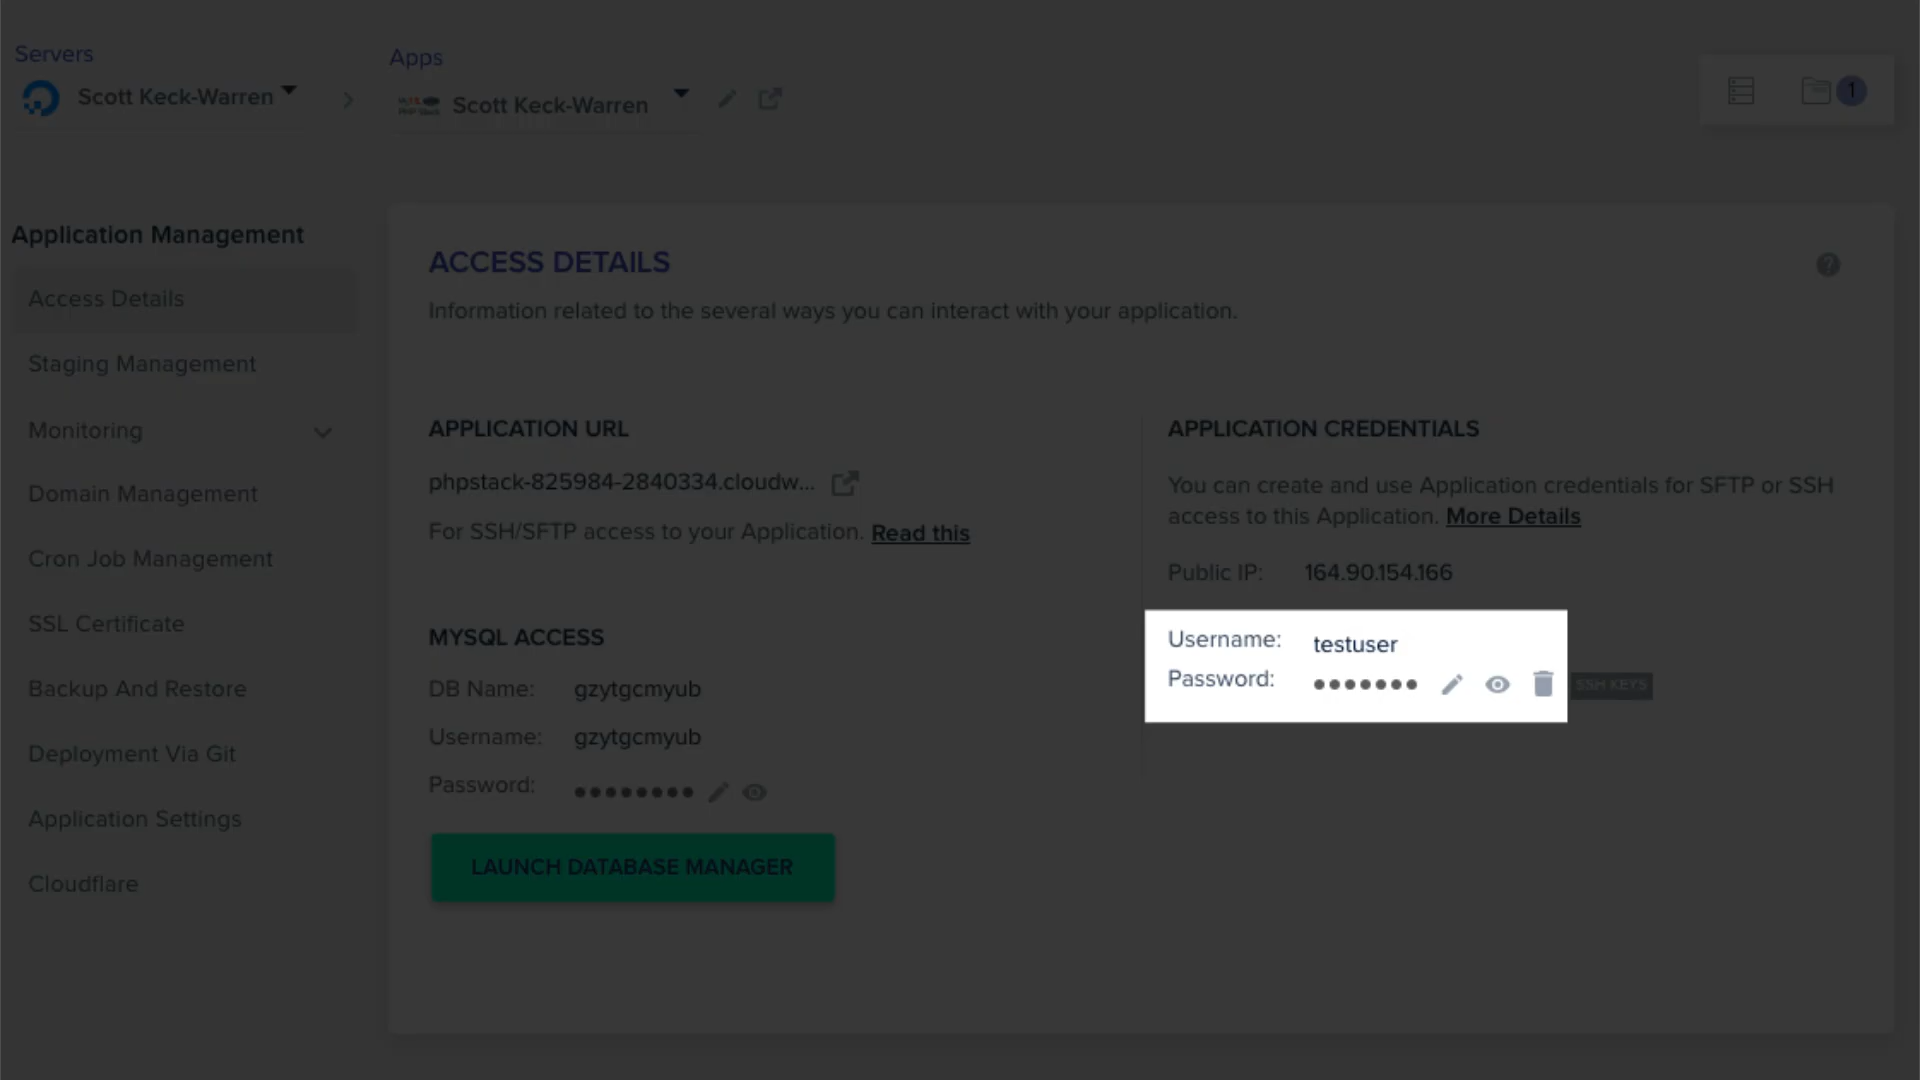 Servers
Scott Keck-Warren
Apps
Scott Keck-Warren
1
Application Management
Access Details
Staging Management
Monitoring
Domain Management
Cron Job Management
SSL Certificate
Backup And Restore
Deployment Via Git
Application Settings
Cloudflare
ACCESS DETAILS
?
Information related to the several ways you can interact with your application.
APPLICATION URL
phpstack-825984-2840334.cloudw...
For SSH/SFTP access to your Application. Read this
MYSQL ACCESS
DB Name: gzytgcmyub
Username: gzytgcmyub
Password: ••••••••
LAUNCH DATABASE MANAGER
APPLICATION CREDENTIALS
You can create and use Application credentials for SFTP or SSH
access to this Application. More Details
Public IP: 164.90.154.166
Username: testuser
Password: •••••••
SSH KEYS